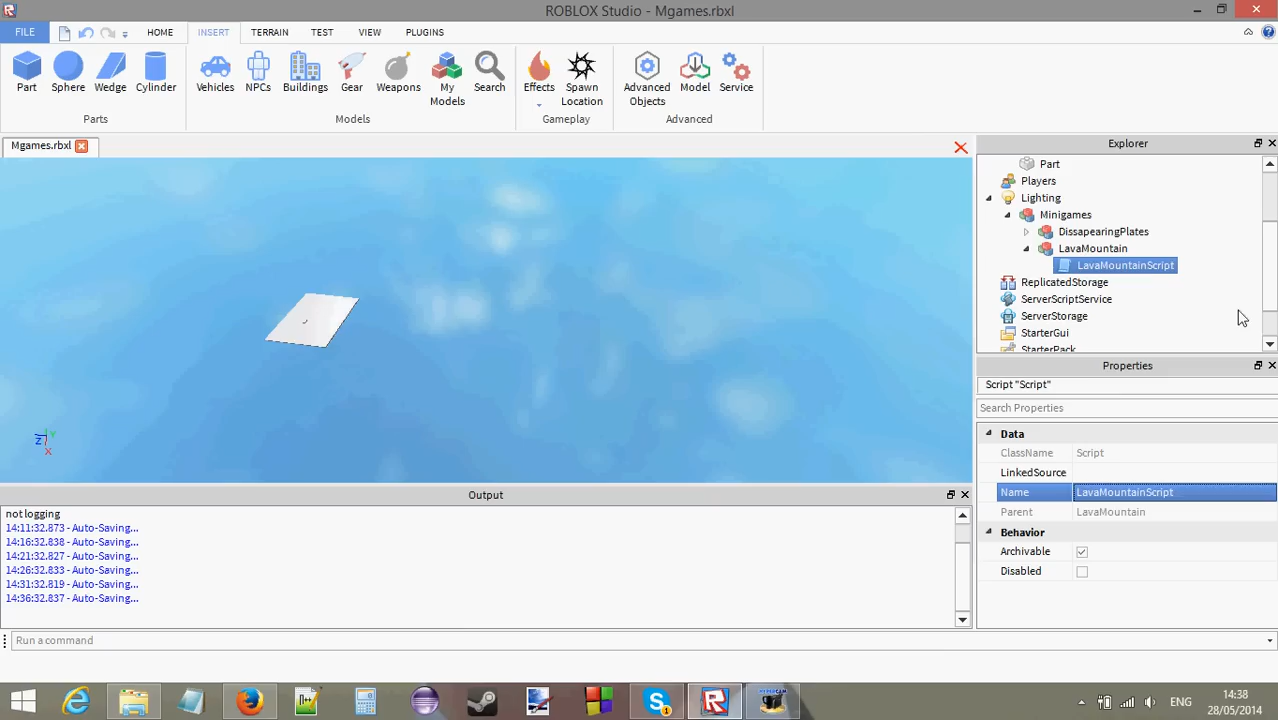 ROBLOX Studio - Mgames.rbxl
FILE HOME INSERT TERRAIN TEST VIEW PLUGINS
Part Sphere Wedge Cylinder Vehicles NPCs Buildings Gear Weapons My Models Search Effects Spawn Location Advanced Objects Model Service
Parts Models Gameplay Advanced
Mgames.rbxl
Explorer
Part
Players
Lighting
Minigames
DissapearingPlates
LavaMountain
LavaMountainScript
ReplicatedStorage
ServerScriptService
ServerStorage
StarterGui
StarterPack
Properties
Script "Script"
Search Properties
Data
ClassName Script
LinkedSource
Name LavaMountainScript
Parent LavaMountain
Behavior
Archivable
Disabled
Z Y X
Output
not logging
14:11:32.873 - Auto-Saving...
14:16:32.838 - Auto-Saving...
14:21:32.827 - Auto-Saving...
14:26:32.833 - Auto-Saving...
14:31:32.819 - Auto-Saving...
14:36:32.837 - Auto-Saving...
Run a command
ENG
14:38
28/05/2014